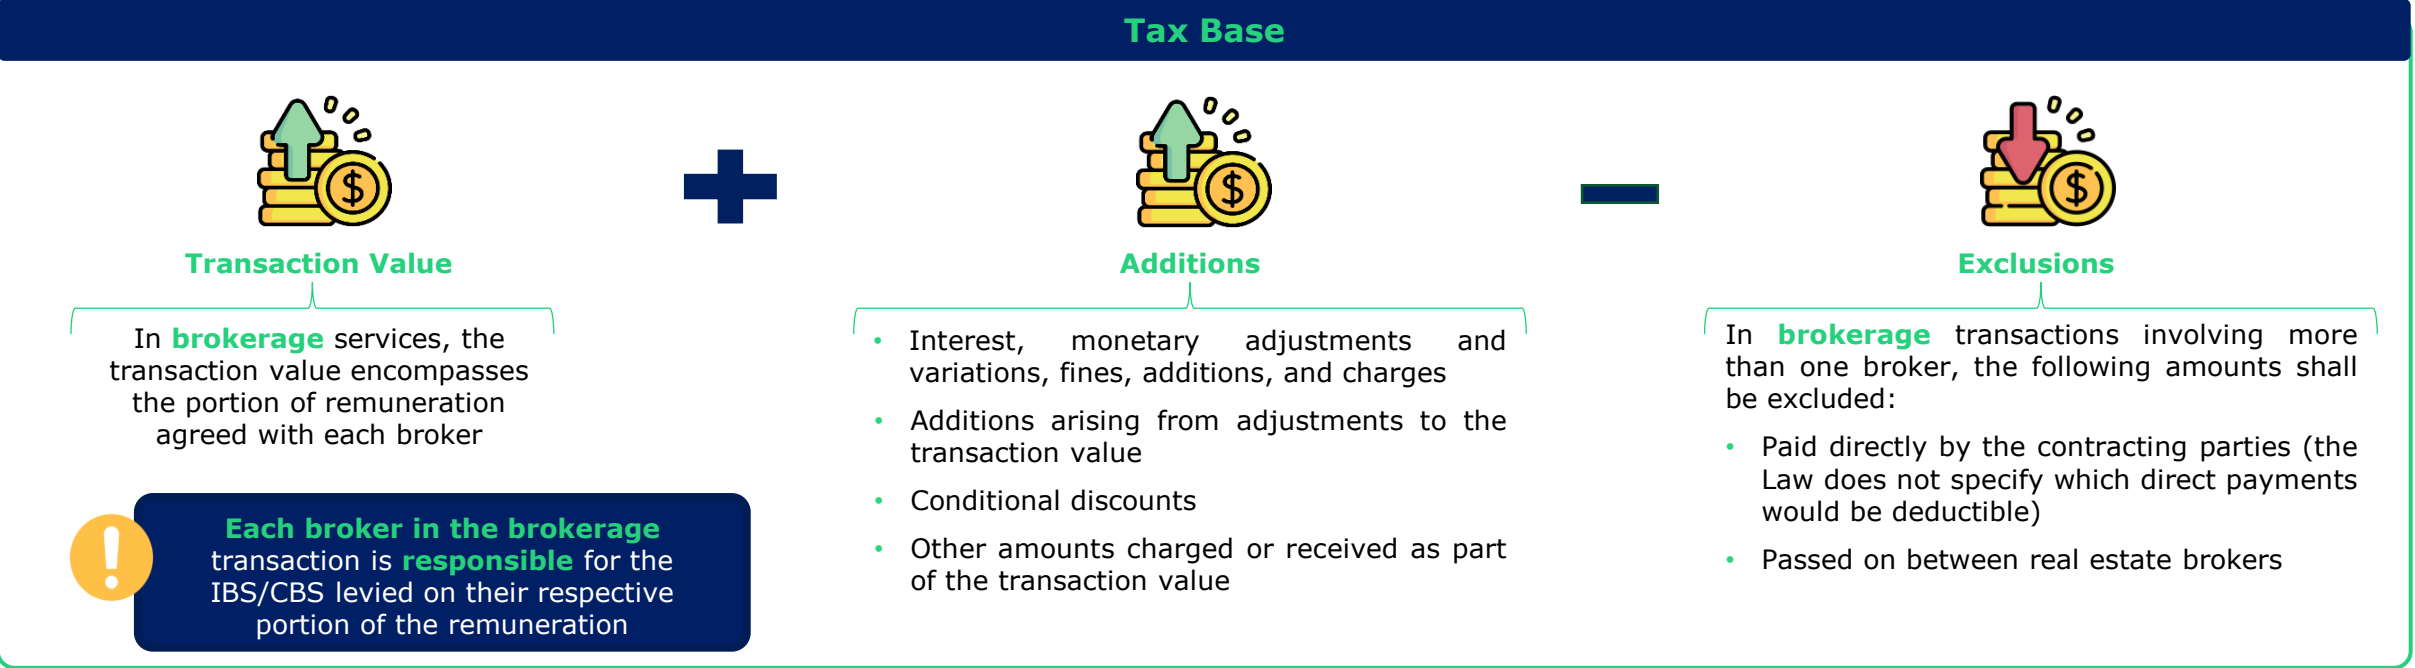 Tax Base
Transaction Value
In brokerage services, the
transaction value encompasses
the portion of remuneration
agreed with each broker
Each broker in the brokerage
transaction is responsible for the
IBS/CBS levied on their respective
portion of the remuneration
Additions
• Interest, monetary adjustments and
variations, fines, additions, and charges
• Additions arising from adjustments to the
transaction value
• Conditional discounts
• Other amounts charged or received as part
of the transaction value
Exclusions
In brokerage transactions involving more
than one broker, the following amounts shall
be excluded:
• Paid directly by the contracting parties (the
Law does not specify which direct payments
would be deductible)
• Passed on between real estate brokers